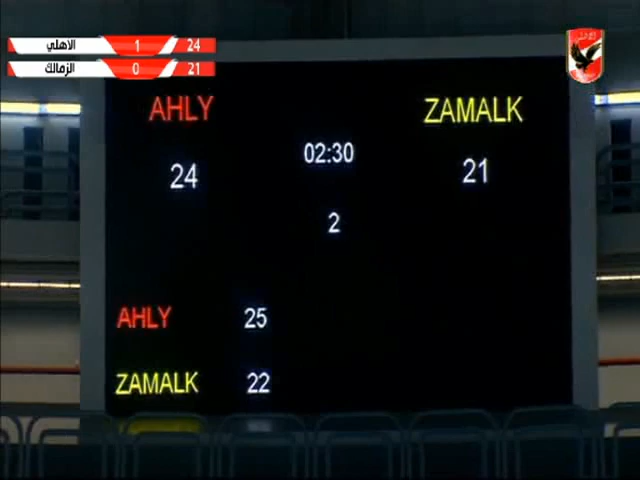 الاهلي 1 24
الزمالك 0 21
AHLY ZAMALK
02:30
24 21
2
AHLY 25
ZAMALK 22